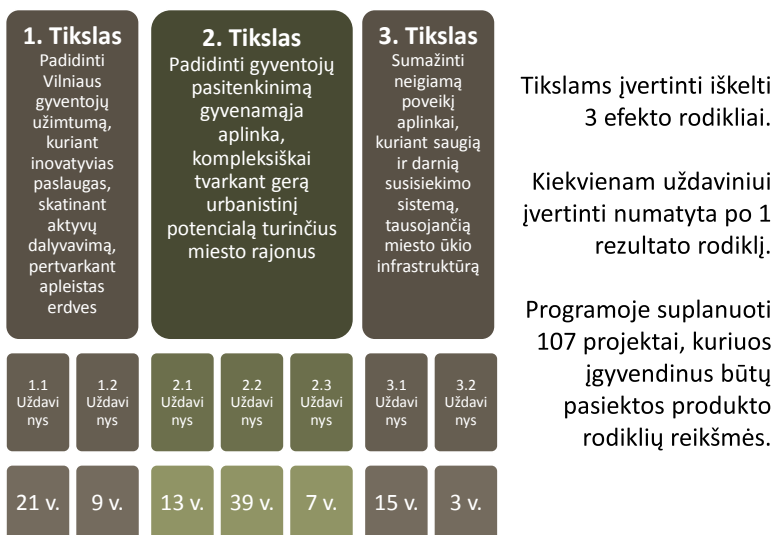 1. Tikslas
Padidinti
Vilniaus
gyventojų
užimtumą,
kuriant
inovatyvias
paslaugas,
skatinant
aktyvų
dalyvavimą,
pertvarkant
apleistas
erdves
2. Tikslas
Padidinti gyventojų
pasitenkinimą
gyvenamąja
aplinka,
kompleksiškai
tvarkant gerą
urbanistinį
potencialą turinčius
miesto rajonus
3. Tikslas
Sumažinti
neigiamą
poveikį
aplinkai,
kuriant saugią
ir darnią
susisiekimo
sistemą,
tausojančią
miesto ūkio
infrastruktūrą
1.1
Uždavi
nys
1.2
Uždavi
nys
2.1
Uždavi
nys
2.2
Uždavi
nys
2.3
Uždavi
nys
3.1
Uždavi
nys
3.2
Uždavi
nys
21 v.
9 v.
13 v.
39 v.
7 v.
15 v.
3 v.
Tikslams įvertinti iškelti
3 efekto rodikliai.
Kiekvienam uždaviniui
įvertinti numatyta po 1
rezultato rodiklį.
Programoje suplanuoti
107 projektai, kuriuos
įgyvendinus būtų
pasiektos produkto
rodiklių reikšmės.